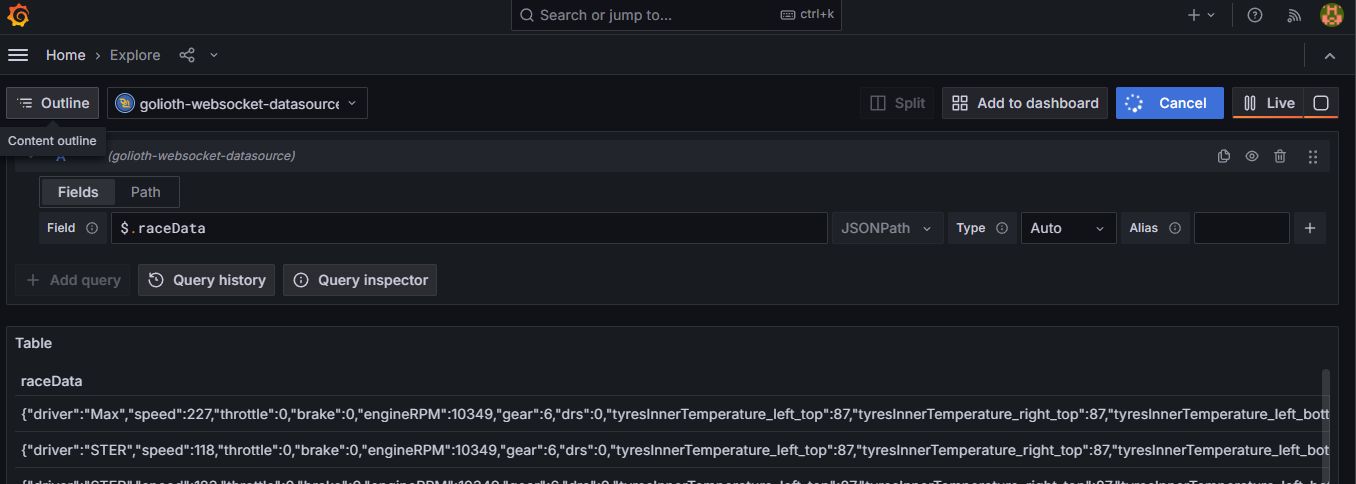 Search or jump to... ctrl+k
Home › Explore
Outline golioth-websocket-datasource Split Add to dashboard Cancel Live
Content outline
A (golioth-websocket-datasource)
Fields Path
Field $.raceData JSONPath Type Auto Alias +
+ Add query Query history Query inspector
Table
raceData
{"driver":"Max","speed":227,"throttle":0,"brake":0,"engineRPM":10349,"gear":6,"drs":0,"tyresInnerTemperature_left_top":87,"tyresInnerTemperature_right_top":87,"tyresInnerTemperature_left_bott
{"driver":"STER","speed":118,"throttle":0,"brake":0,"engineRPM":10349,"gear":6,"drs":0,"tyresInnerTemperature_left_top":87,"tyresInnerTemperature_right_top":87,"tyresInnerTemperature_left_bot